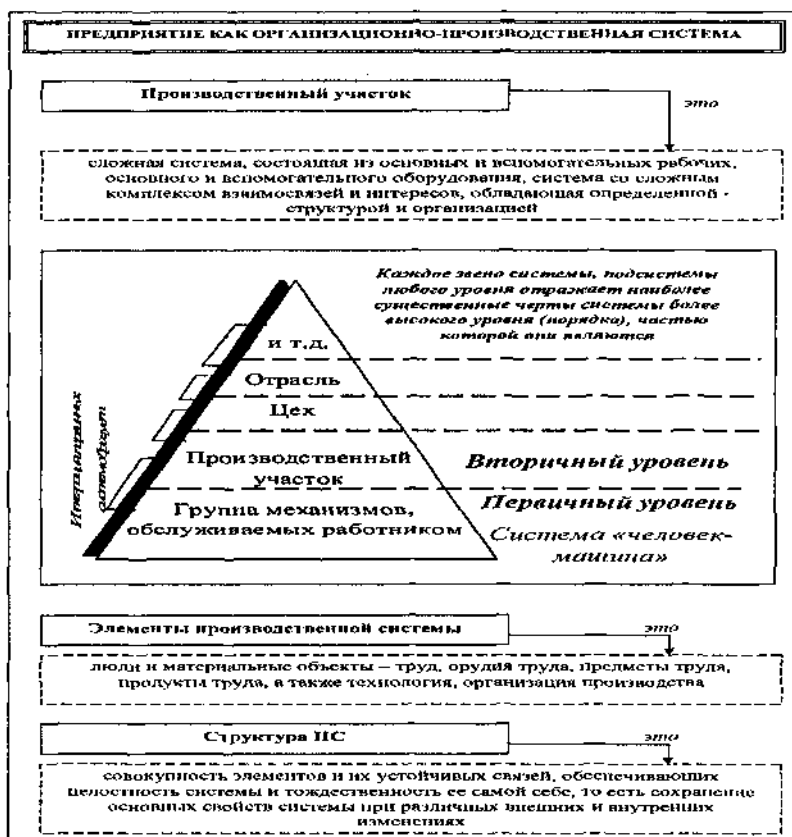 ПРЕДПРИЯТИЕ КАК ОРГАНИЗАЦИОННО-ПРОИЗВОДСТВЕННАЯ СИСТЕМА
Производственный участок
это
сложная система, состоящая из основных и вспомогательных рабочих,
основного и вспомогательного оборудования, система со сложным
комплексом взаимосвязей и интересов, обладающая определенной -
структурой и организацией
Каждое звено системы, подсистемы
любого уровня отражает наиболее
существенные черты системы более
высокого уровня (порядка), частью
которой они являются
и т.д.
Отрасль
Цех
Производственный
участок
Вторичный уровень
Группа механизмов,
обслуживаемых работником
Первичный уровень
Система «человек-
машина»
Элементы производственной системы
это
люди и материальные объекты – труд, орудия труда, предметы труда,
продукты труда, а также технология, организация производства
Структура ПС
это
совокупность элементов и их устойчивых связей, обеспечивающих
целостность системы и тождественность ее самой себе, то есть сохранение
основных свойств системы при различных внешних и внутренних
изменениях